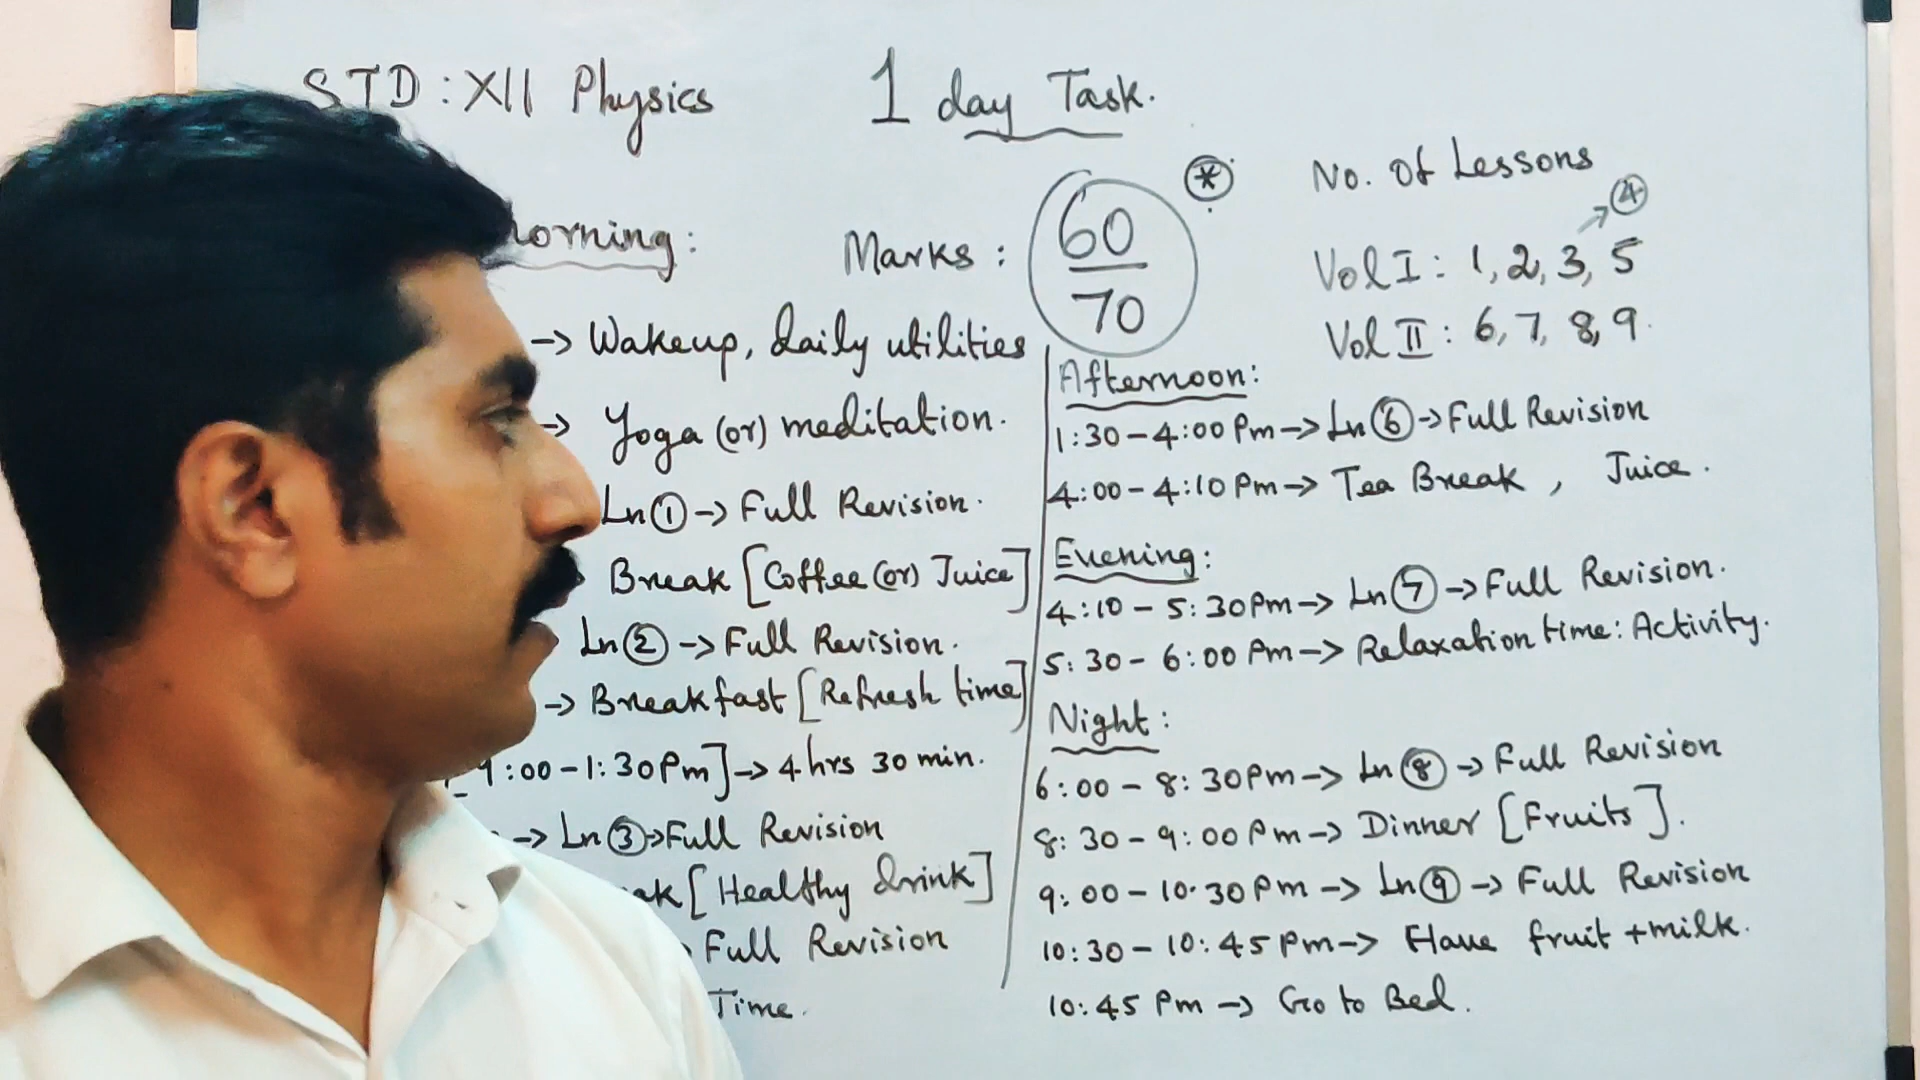 STD : XII Physics 1 day Task.
No. Of Lessons
④
Vol I : 1, 2, 3, 5
Vol II : 6, 7, 8, 9.
orning :
Marks : 60/70 *
-> Wakeup, daily utilities
-> Yoga (or) meditation.
Ln ① -> Full Revision.
Break [Coffee (or) Juice]
Ln ② -> Full Revision.
-> Breakfast [Refresh time]
9:00 - 1:30 Pm] -> 4 hrs 30 min.
-> Ln ③ -> Full Revision
ak [Healthy drink]
Full Revision
Time.
Afternoon :
1:30 - 4:00 Pm -> Ln ⑥ -> Full Revision
4:00 - 4:10 Pm -> Tea Break , Juice .
Evening :
4:10 - 5:30 Pm -> Ln ⑦ -> Full Revision.
5:30 - 6:00 Pm -> Relaxation time : Activity.
Night :
6:00 - 8:30 Pm -> Ln ⑧ -> Full Revision
8:30 - 9:00 Pm -> Dinner [Fruits].
9:00 - 10.30 Pm -> Ln ⑨ -> Full Revision
10:30 - 10:45 Pm -> Have fruit + milk.
10:45 Pm -> Go to Bed.